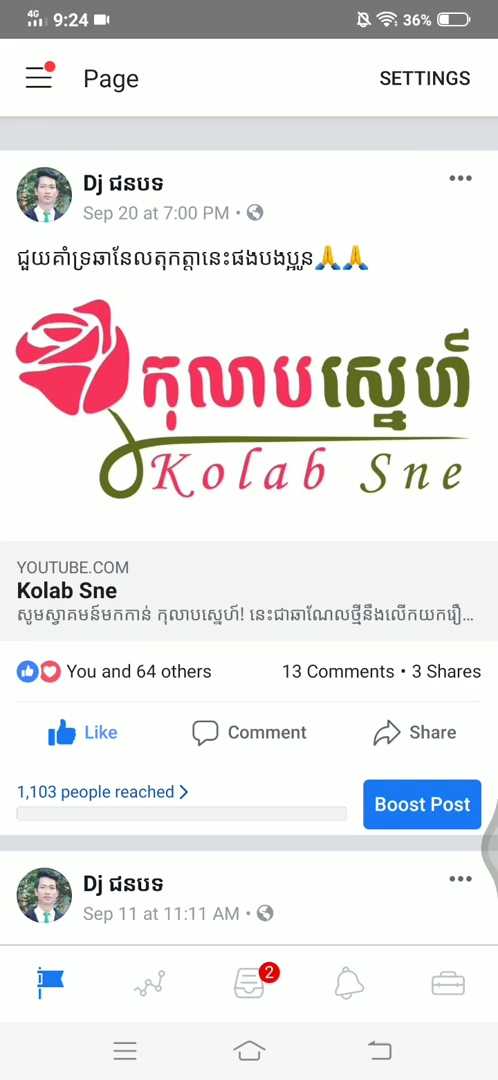 4G 9:24 36%
Page
SETTINGS
Dj ជនបទ
Sep 20 at 7:00 PM •
ជួយគាំទ្រឆានែលតុកត្តានេះផងបងប្អូន🙏🙏
កុលាបស្នេហ៍
Kolab Sne
YOUTUBE.COM
Kolab Sne
សូមស្វាគមន៍មកកាន់ កុលាបស្នេហ៍! នេះជាឆាណែលថ្មីនឹងលើកយករឿ...
You and 64 others
13 Comments • 3 Shares
Like
Comment
Share
1,103 people reached
Boost Post
Dj ជនបទ
Sep 11 at 11:11 AM •
2